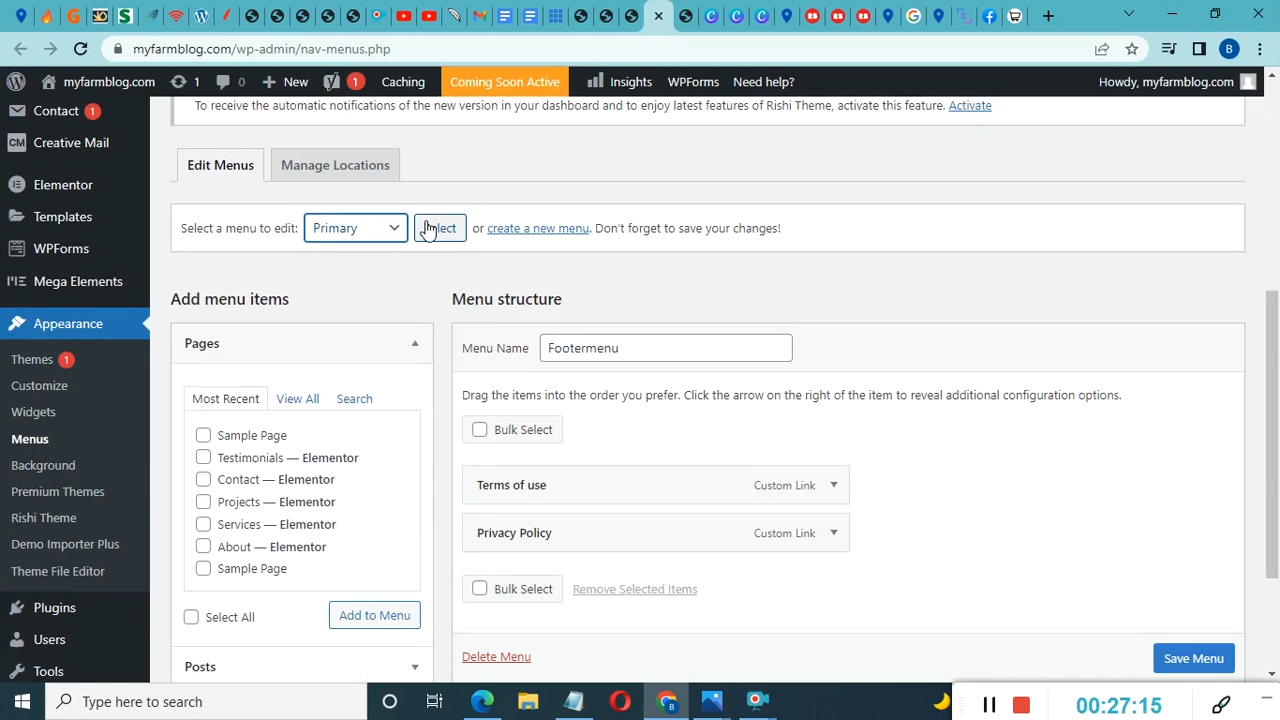 myfarmblog.com/wp-admin/nav-menus.php
B
myfarmblog.com 1 0 New 1 Caching Coming Soon Active Insights WPForms Need help? Howdy, myfarmblog.com
Contact 1
Creative Mail
Elementor
Templates
WPForms
Mega Elements
Appearance
Themes 1
Customize
Widgets
Menus
Background
Premium Themes
Rishi Theme
Demo Importer Plus
Theme File Editor
Plugins
Users
Tools
To receive the automatic notifications of the new version in your dashboard and to enjoy latest features of Rishi Theme, activate this feature. Activate
Edit Menus Manage Locations
Select a menu to edit: Primary Select or create a new menu. Don't forget to save your changes!
Add menu items
Pages
Most Recent View All Search
Sample Page
Testimonials — Elementor
Contact — Elementor
Projects — Elementor
Services — Elementor
About — Elementor
Sample Page
Select All Add to Menu
Posts
Menu structure
Menu Name Footermenu
Drag the items into the order you prefer. Click the arrow on the right of the item to reveal additional configuration options.
Bulk Select
Terms of use Custom Link
Privacy Policy Custom Link
Bulk Select Remove Selected Items
Delete Menu Save Menu
Type here to search
00:27:15